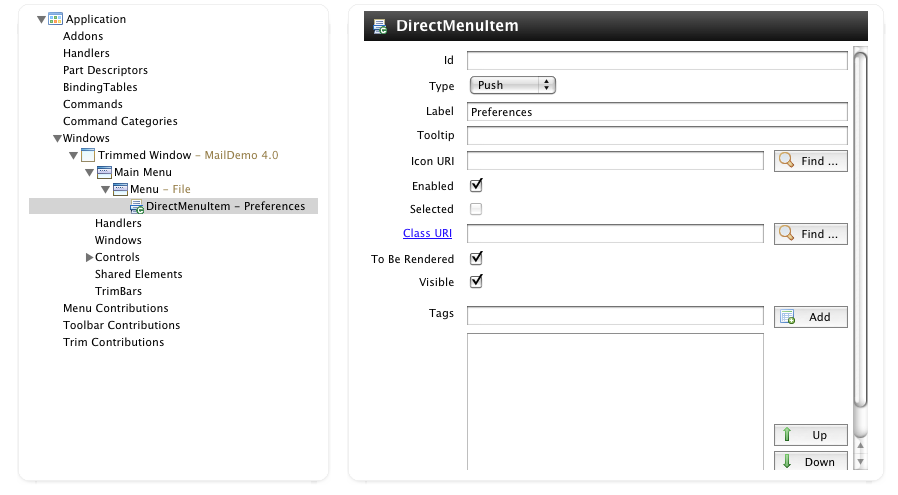 Application
Addons
Handlers
Part Descriptors
BindingTables
Commands
Command Categories
Windows
Trimmed Window - MailDemo 4.0
Main Menu
Menu - File
DirectMenuItem - Preferences
Handlers
Windows
Controls
Shared Elements
TrimBars
Menu Contributions
Toolbar Contributions
Trim Contributions
DirectMenuItem
Id
Type Push
Label Preferences
Tooltip
Icon URI Find ...
Enabled
Selected
Class URI Find ...
To Be Rendered
Visible
Tags Add
Up
Down